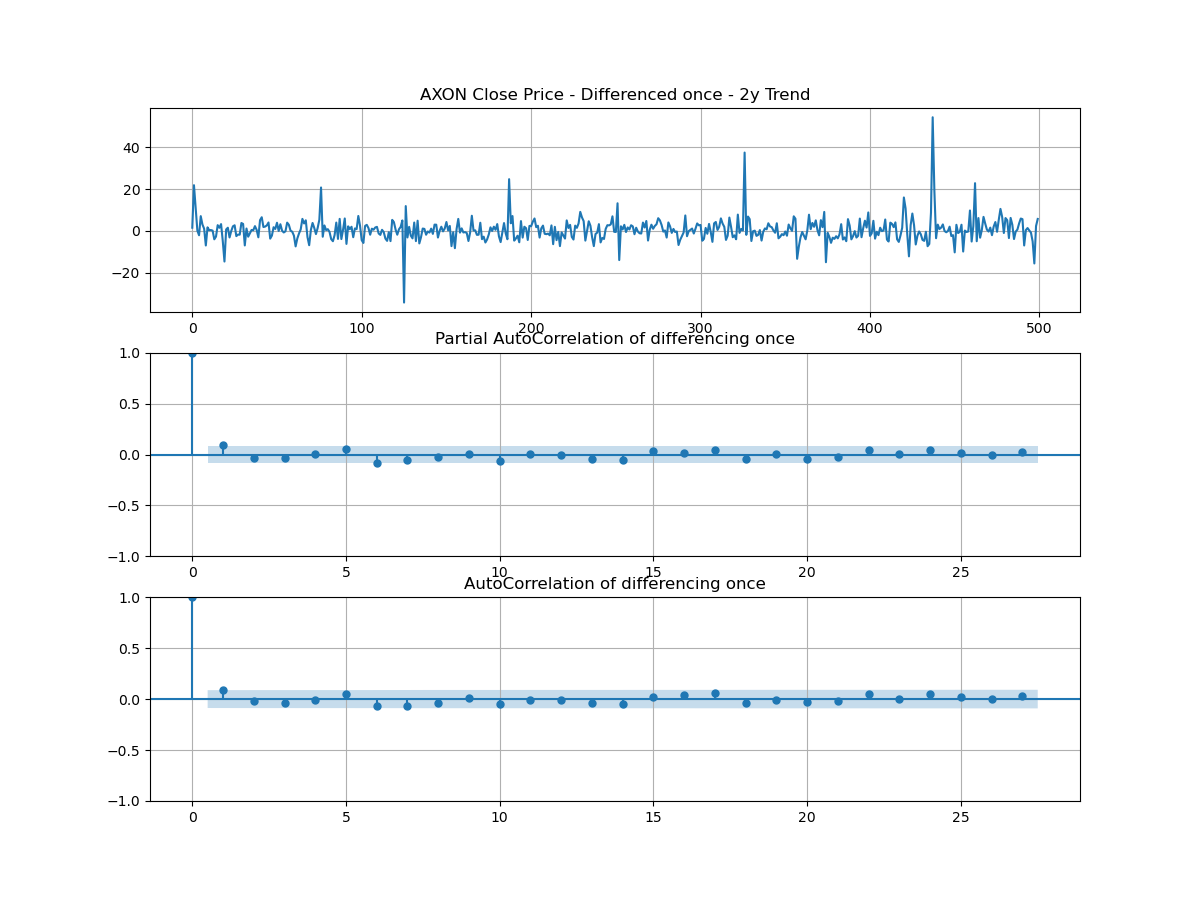 AXON Close Price - Differenced once - 2y Trend
40
20
0
−20
0 100 200 300 400 500
Partial AutoCorrelation of differencing once
1.0
0.5
0.0
−0.5
−1.0
0 5 10 15 20 25
AutoCorrelation of differencing once
1.0
0.5
0.0
−0.5
−1.0
0 5 10 15 20 25